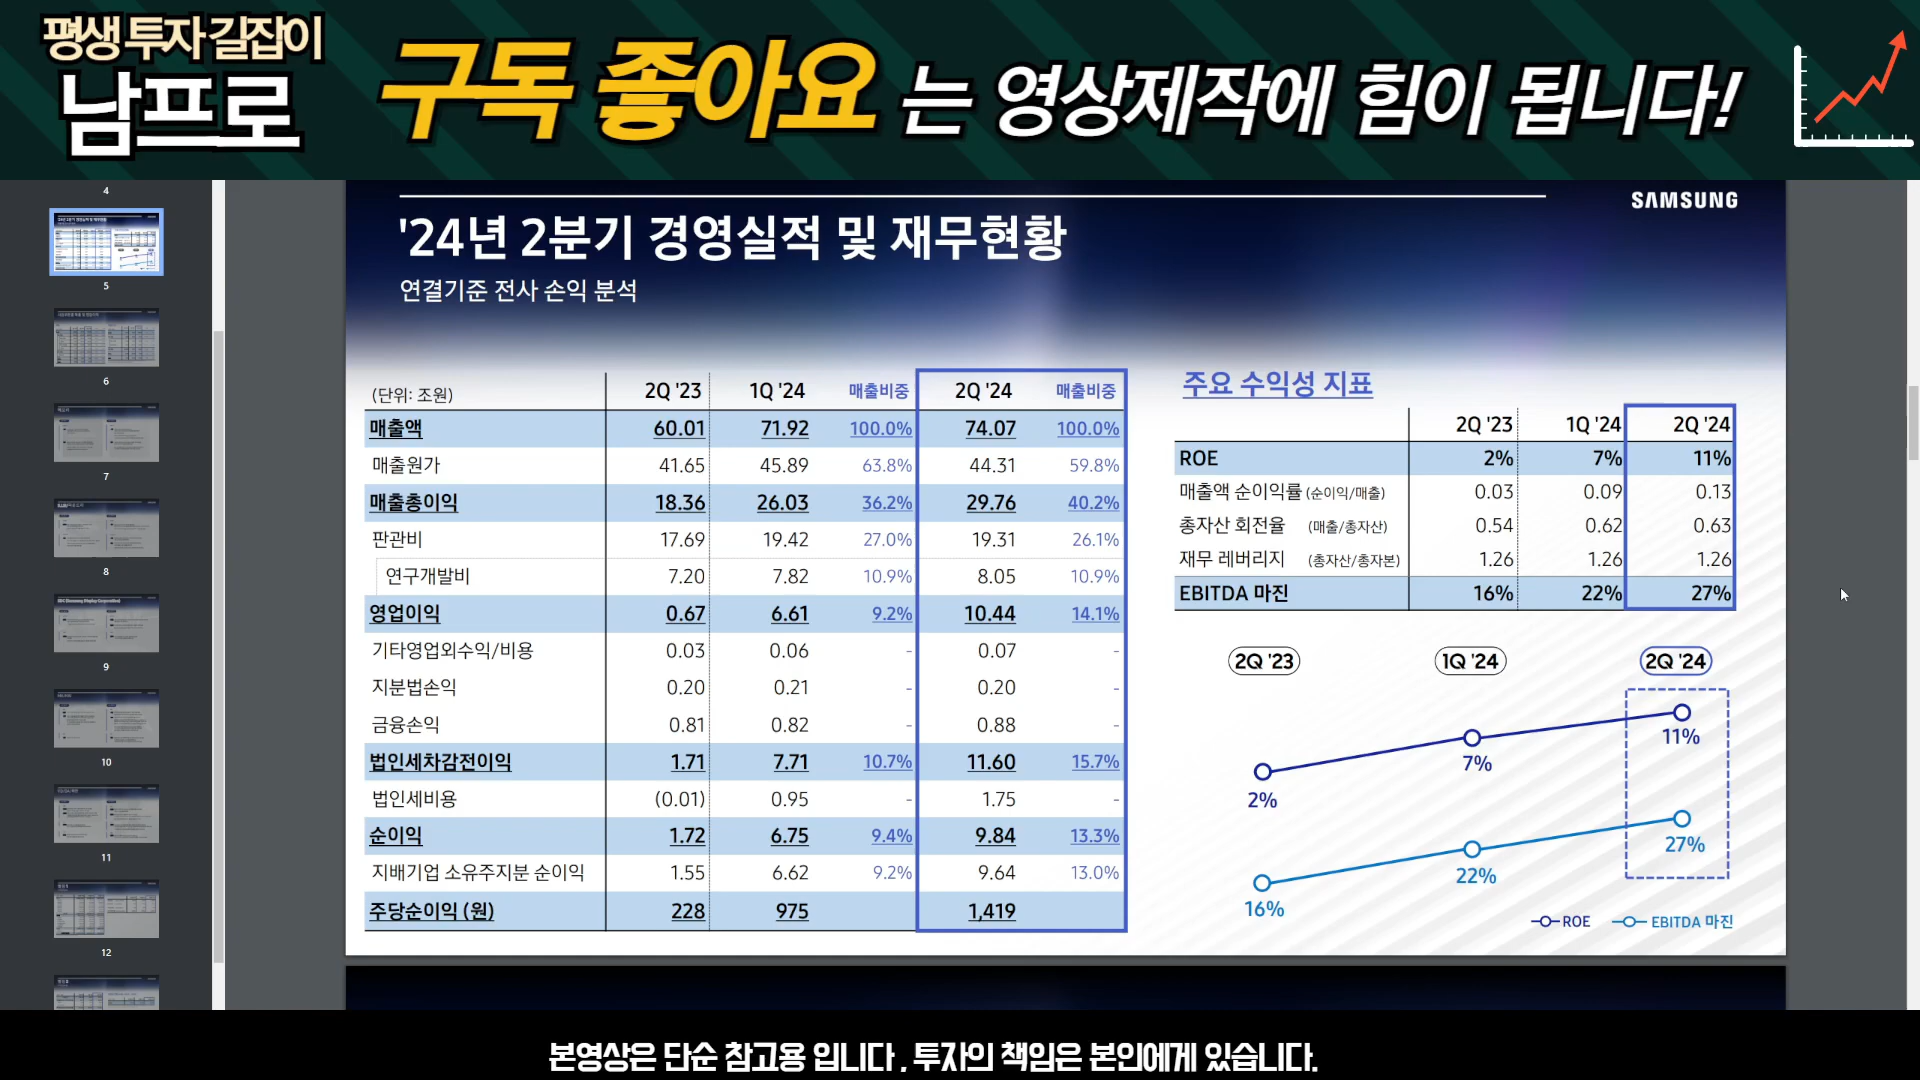 평생 투자 길잡이
남프로
구독 좋아요 는 영상제작에 힘이 됩니다!
4
5
6
7
8
9
10
11
12
SAMSUNG
'24년 2분기 경영실적 및 재무현황
연결기준 전사 손익 분석
(단위: 조원) 2Q '23 1Q '24 매출비중 2Q '24 매출비중
매출액 60.01 71.92 100.0% 74.07 100.0%
매출원가 41.65 45.89 63.8% 44.31 59.8%
매출총이익 18.36 26.03 36.2% 29.76 40.2%
판관비 17.69 19.42 27.0% 19.31 26.1%
연구개발비 7.20 7.82 10.9% 8.05 10.9%
영업이익 0.67 6.61 9.2% 10.44 14.1%
기타영업외수익/비용 0.03 0.06 - 0.07 -
지분법손익 0.20 0.21 - 0.20 -
금융손익 0.81 0.82 - 0.88 -
법인세차감전이익 1.71 7.71 10.7% 11.60 15.7%
법인세비용 (0.01) 0.95 - 1.75 -
순이익 1.72 6.75 9.4% 9.84 13.3%
지배기업 소유주지분 순이익 1.55 6.62 9.2% 9.64 13.0%
주당순이익 (원) 228 975 1,419
주요 수익성 지표
2Q '23 1Q '24 2Q '24
ROE 2% 7% 11%
매출액 순이익률 (순이익/매출) 0.03 0.09 0.13
총자산 회전율 (매출/총자산) 0.54 0.62 0.63
재무 레버리지 (총자산/총자본) 1.26 1.26 1.26
EBITDA 마진 16% 22% 27%
2Q '23 1Q '24 2Q '24
2% 7% 11%
16% 22% 27%
ROE EBITDA 마진
본영상은 단순 참고용 입니다 , 투자의 책임은 본인에게 있습니다.